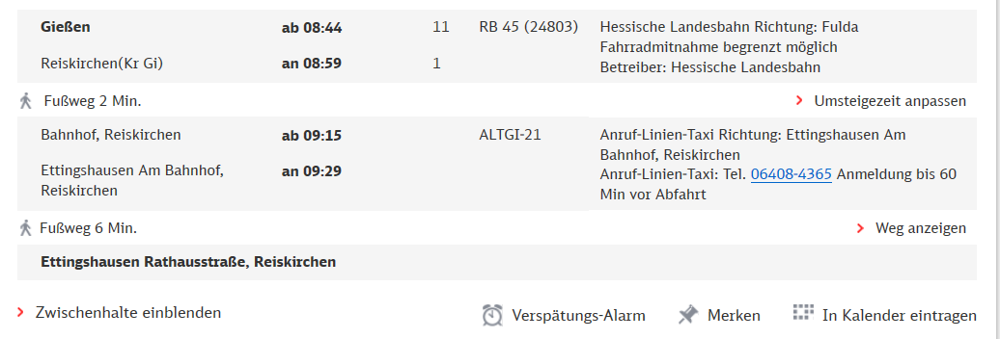 Gießen ab 08:44 11 RB 45 (24803) Hessische Landesbahn Richtung: Fulda
Fahrradmitnahme begrenzt möglich
Reiskirchen(Kr Gi) an 08:59 1
Betreiber: Hessische Landesbahn
Fußweg 2 Min. Umsteigezeit anpassen
Bahnhof, Reiskirchen ab 09:15 ALTGI-21 Anruf-Linien-Taxi Richtung: Ettingshausen Am
Bahnhof, Reiskirchen
Ettingshausen Am Bahnhof, an 09:29 Anruf-Linien-Taxi: Tel. 06408-4365 Anmeldung bis 60
Reiskirchen Min vor Abfahrt
Fußweg 6 Min. Weg anzeigen
Ettingshausen Rathausstraße, Reiskirchen
Zwischenhalte einblenden Verspätungs-Alarm Merken In Kalender eintragen